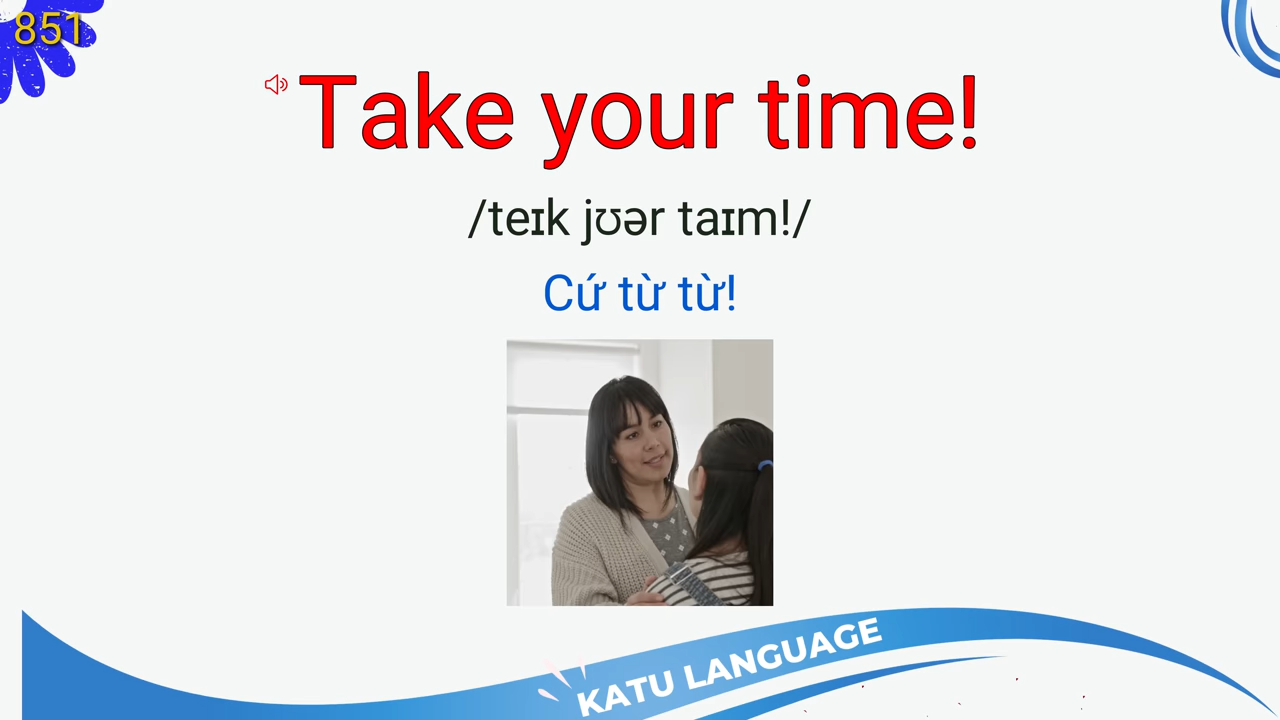 851
Take your time!
/teɪk jʊər taɪm!/
Cứ từ từ!
KATU LANGUAGE